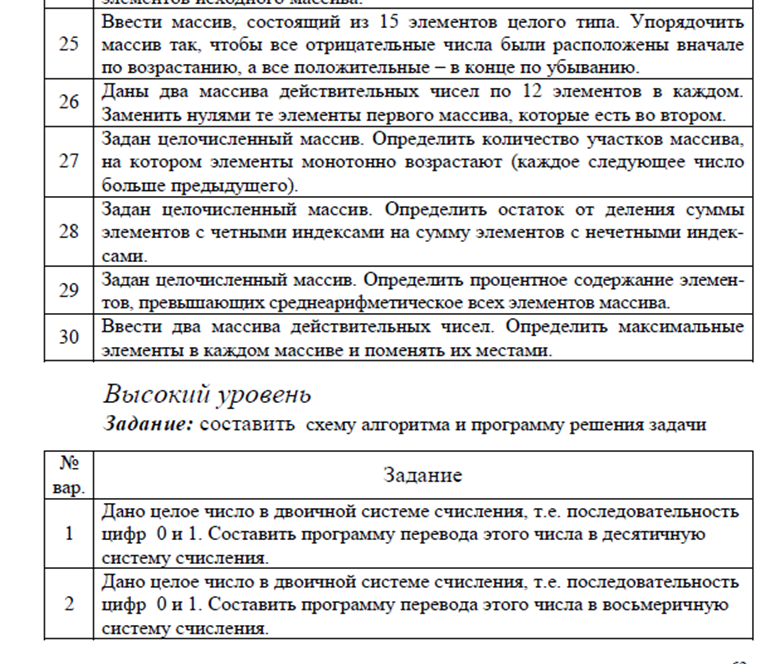 элементов исходного массива.
25
Ввести массив, состоящий из 15 элементов целого типа. Упорядочить
массив так, чтобы все отрицательные числа были расположены вначале
по возрастанию, а все положительные – в конце по убыванию.
26
Даны два массива действительных чисел по 12 элементов в каждом.
Заменить нулями те элементы первого массива, которые есть во втором.
27
Задан целочисленный массив. Определить количество участков массива,
на котором элементы монотонно возрастают (каждое следующее число
больше предыдущего).
28
Задан целочисленный массив. Определить остаток от деления суммы
элементов с четными индексами на сумму элементов с нечетными индек-
сами.
29
Задан целочисленный массив. Определить процентное содержание элемен-
тов, превышающих среднеарифметическое всех элементов массива.
30
Ввести два массива действительных чисел. Определить максимальные
элементы в каждом массиве и поменять их местами.
Высокий уровень
Задание: составить схему алгоритма и программу решения задачи
№
вар.
Задание
1
Дано целое число в двоичной системе счисления, т.е. последовательность
цифр 0 и 1. Составить программу перевода этого числа в десятичную
систему счисления.
2
Дано целое число в двоичной системе счисления, т.е. последовательность
цифр 0 и 1. Составить программу перевода этого числа в восьмеричную
систему счисления.